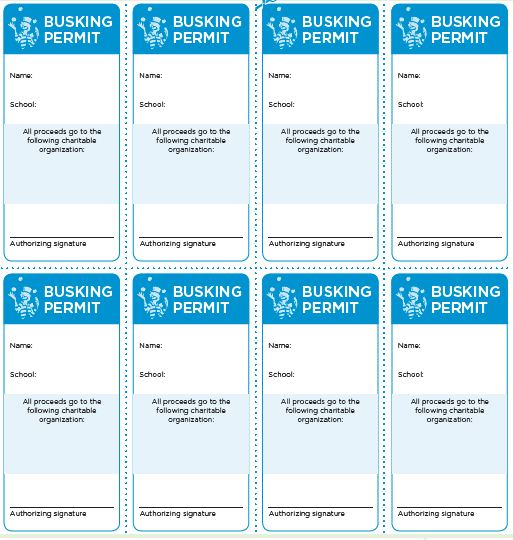 BUSKING
PERMIT
Name:
School:
All proceeds go to the
following charitable
organization:
Authorizing signature
BUSKING
PERMIT
Name:
School:
All proceeds go to the
following charitable
organization:
Authorizing signature
BUSKING
PERMIT
Name:
School:
All proceeds go to the
following charitable
organization:
Authorizing signature
BUSKING
PERMIT
Name:
School:
All proceeds go to the
following charitable
organization:
Authorizing signature
BUSKING
PERMIT
Name:
School:
All proceeds go to the
following charitable
organization:
Authorizing signature
BUSKING
PERMIT
Name:
School:
All proceeds go to the
following charitable
organization:
Authorizing signature
BUSKING
PERMIT
Name:
School:
All proceeds go to the
following charitable
organization:
Authorizing signature
BUSKING
PERMIT
Name:
School:
All proceeds go to the
following charitable
organization:
Authorizing signature